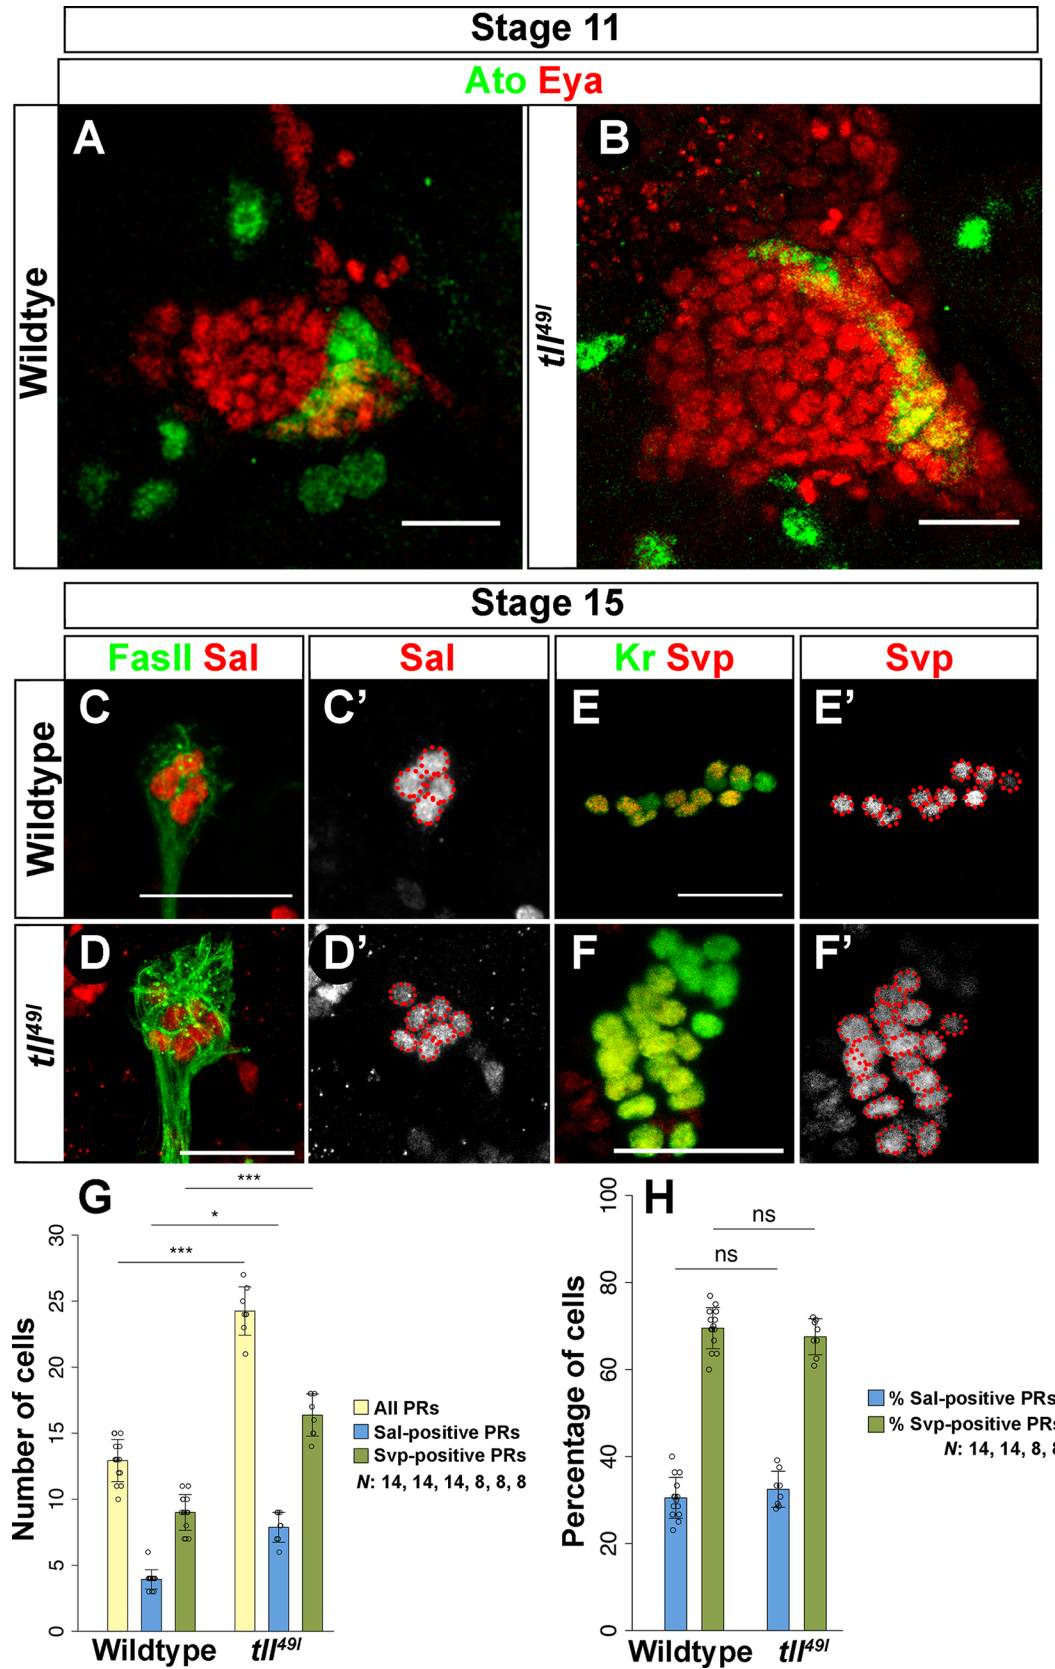 Stage 11
Ato Eya
Wildtye
A
tll49l
B
Stage 15
FasII Sal
Sal
Kr Svp
Svp
Wildtype
C
C’
E
E’
tll49l
D
D’
F
F’
G
***
*
***
Number of cells
30
25
20
15
10
5
0
Wildtype
tll49l
All PRs
Sal-positive PRs
Svp-positive PRs
N: 14, 14, 14, 8, 8, 8
H
ns
ns
Percentage of cells
100
80
60
40
20
0
Wildtype
tll49l
% Sal-positive PRs
% Svp-positive PRs
N: 14, 14, 8, 8